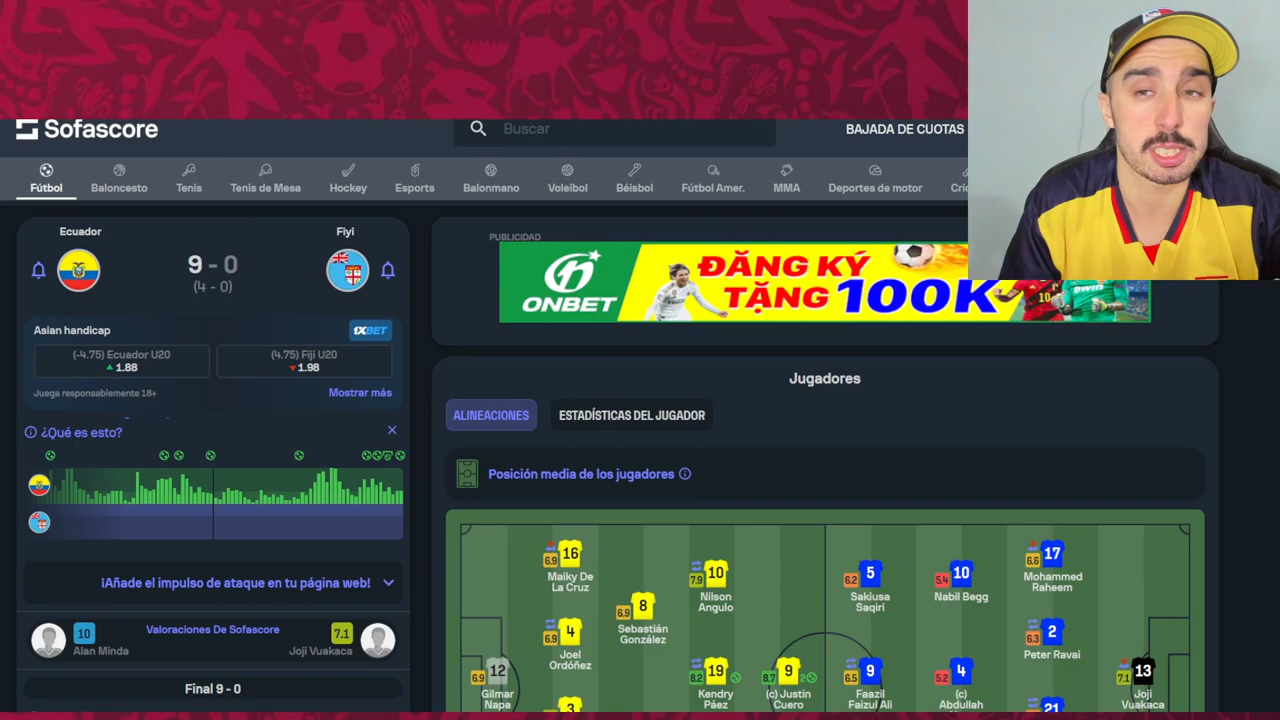 Sofascore
Buscar
BAJADA DE CUOTAS
Fútbol
Baloncesto
Tenis
Tenis de Mesa
Hockey
Esports
Balonmano
Voleibol
Béisbol
Fútbol Amer.
MMA
Deportes de motor
Ecuador
Fiyi
9 - 0
(4 - 0)
Asian handicap
1XBET
(-4.75) Ecuador U20
1.88
(4.75) Fiji U20
1.98
Juega responsablemente 18+
Mostrar más
¿Qué es esto?
¡Añade el impulso de ataque en tu página web!
10
Alan Minda
Valoraciones De Sofascore
7.1
Joji Vuakaca
Final 9 - 0
PUBLICIDAD
ONBET
ĐĂNG KÝ
TẶNG 100K
10
Jugadores
ALINEACIONES
ESTADÍSTICAS DEL JUGADOR
Posición media de los jugadores
16
6.9
Maiky De
La Cruz
10
7.9
Nilson
Angulo
8
6.9
Sebastián
González
4
6.9
Joel
Ordóñez
12
6.9
Gilmar
Napa
3
19
8.2
Kendry
Páez
9
8.7
2
(c) Justin
Cuero
5
6.2
Sakiusa
Saqiri
10
5.4
Nabil Begg
17
6.6
Mohammed
Raheem
2
6.3
Peter Ravai
9
6.5
Faazil
Faizul Ali
4
5.2
(c)
Abdullah
21
13
7.1
Joji
Vuakaca